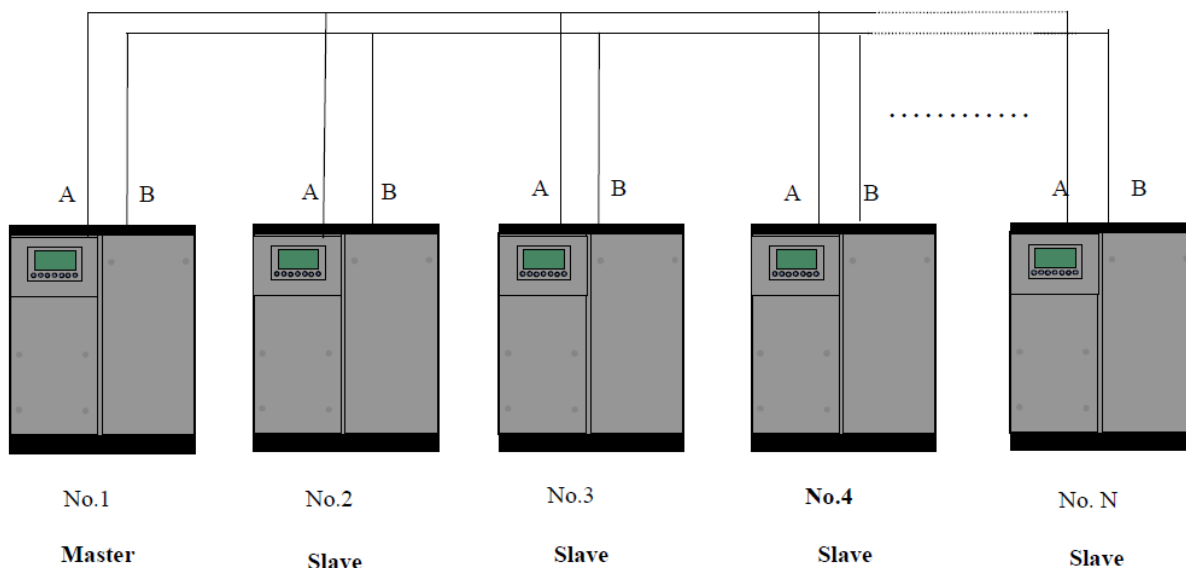 A B A B A B A B A B
............
No.1 No.2 No.3 No.4 No. N
Master Slave Slave Slave Slave